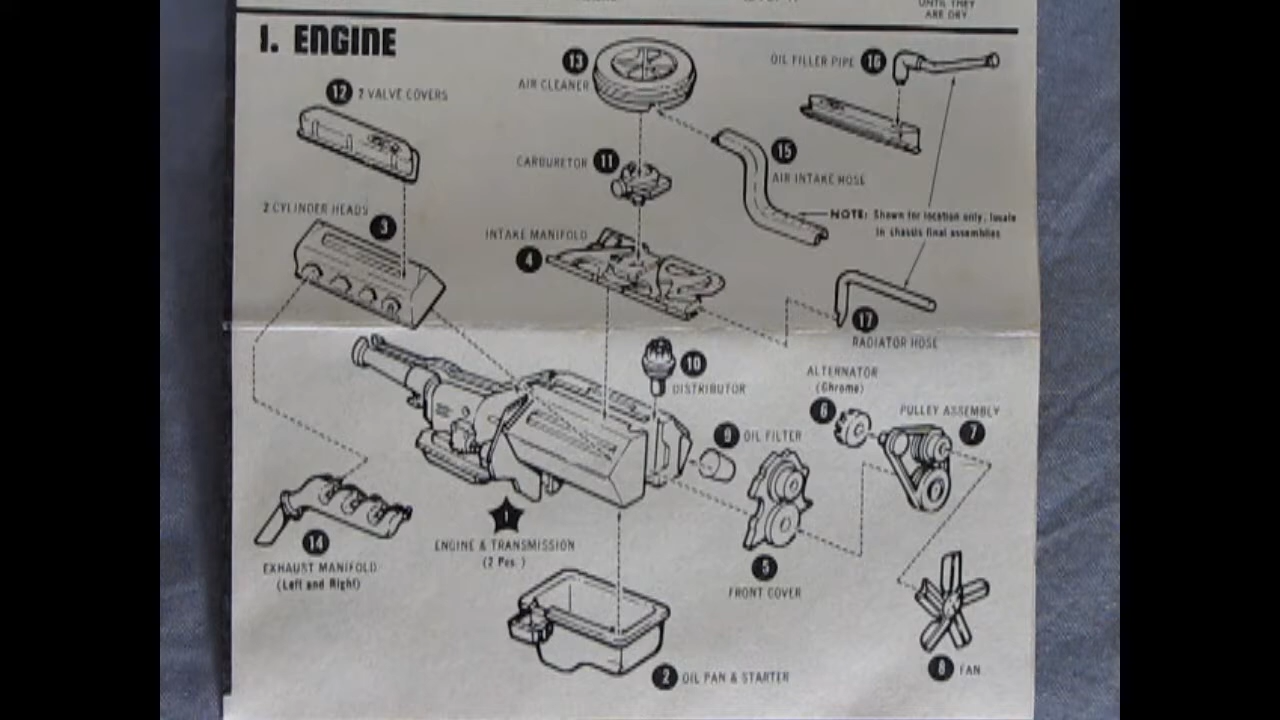 UNTIL THEY
ARE DRY
1. ENGINE
13
AIR CLEANER
OIL FILLER PIPE 16
12 2 VALVE COVERS
CARBURETOR 11
15
AIR INTAKE HOSE
2 CYLINDER HEADS
3
NOTE: Shown for location only, locate
in chassis final assemblies
INTAKE MANIFOLD
4
17
RADIATOR HOSE
10
DISTRIBUTOR
ALTERNATOR
(Chrome)
6
PULLEY ASSEMBLY
7
9 OIL FILTER
1
14
ENGINE & TRANSMISSION
(2 Pcs.)
EXHAUST MANIFOLD
(Left and Right)
5
FRONT COVER
2 OIL PAN & STARTER
8 FAN